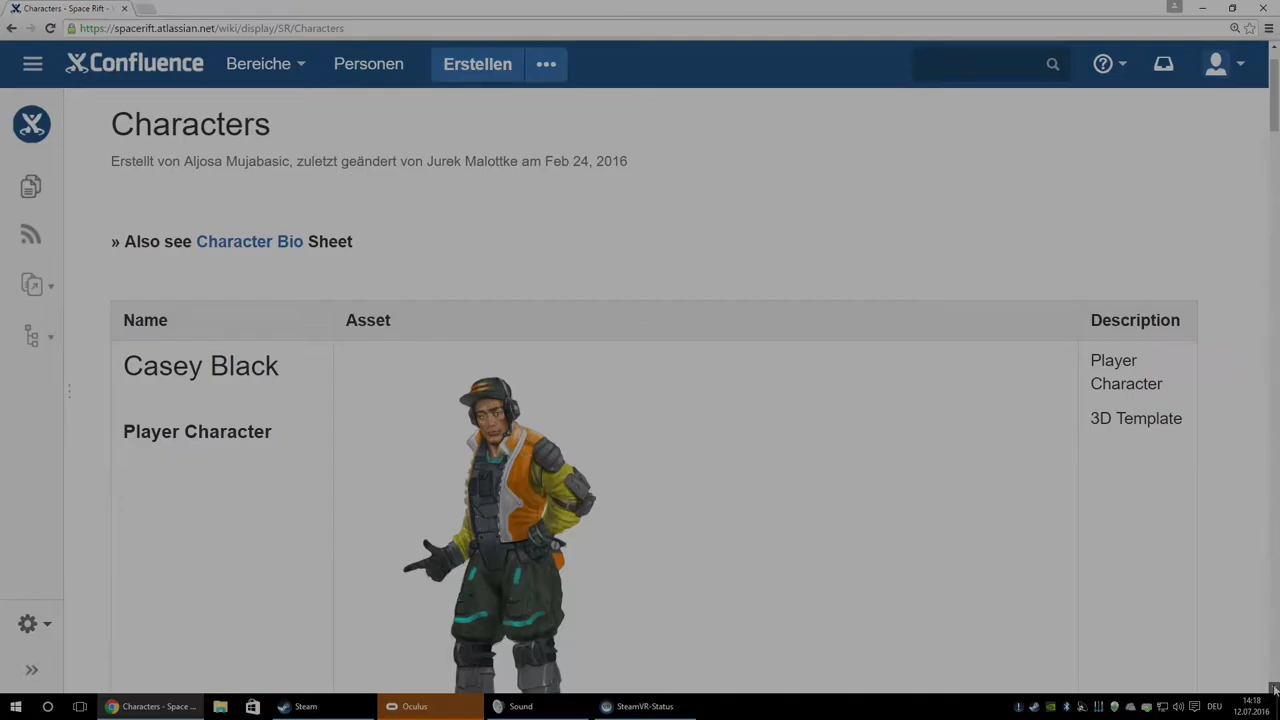 Characters - Space Rift -
https://spacerift.atlassian.net/wiki/display/SR/Characters
Confluence Bereiche Personen Erstellen •••
Characters
Erstellt von Aljosa Mujabasic, zuletzt geändert von Jurek Malottke am Feb 24, 2016
» Also see Character Bio Sheet
Name Asset Description
Casey Black
Player Character
Player
Character
3D Template
Characters - Space ... Steam Oculus Sound SteamVR-Status DEU 14:18
12.07.2016